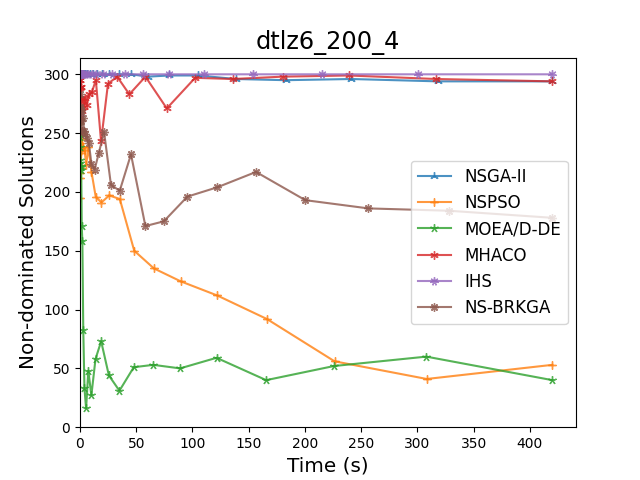 dtlz6_200_4
Non-dominated Solutions
300
250
200
150
100
50
0
0 50 100 150 200 250 300 350 400
Time (s)
NSGA-II
NSPSO
MOEA/D-DE
MHACO
IHS
NS-BRKGA